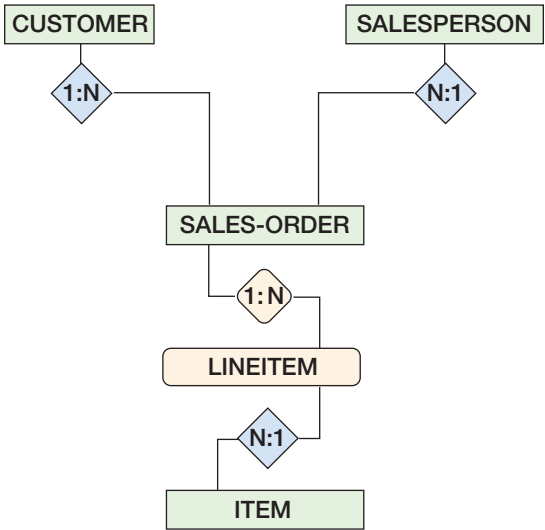 CUSTOMER
SALESPERSON
1:N
N:1
SALES-ORDER
1:N
LINEITEM
N:1
ITEM